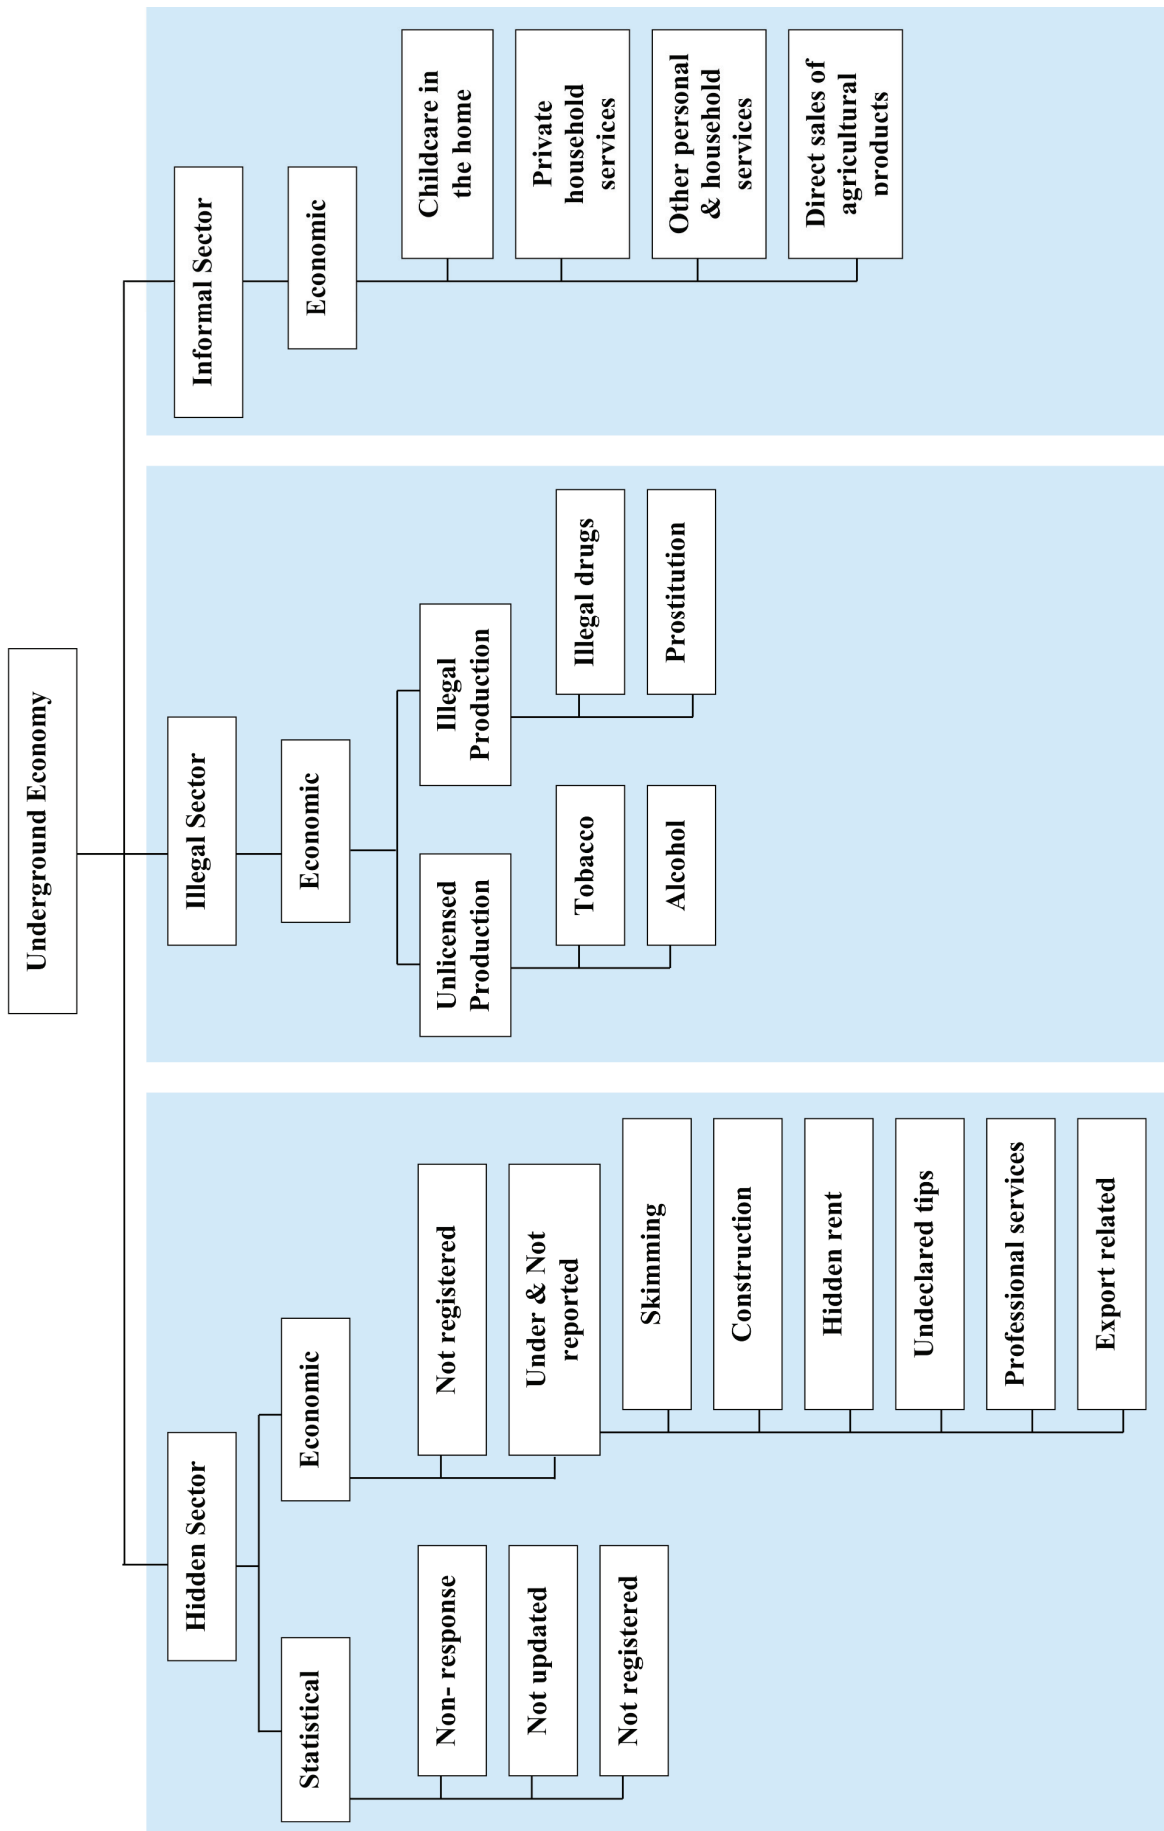 Underground Economy
Hidden Sector
Statistical
Non- response
Not updated
Not registered
Economic
Not registered
Under & Not
reported
Skimming
Construction
Hidden rent
Undeclared tips
Professional services
Export related
Illegal Sector
Economic
Unlicensed
Production
Tobacco
Alcohol
Illegal
Production
Illegal drugs
Prostitution
Informal Sector
Economic
Childcare in
the home
Private
household
services
Other personal
& household
services
Direct sales of
agricultural
products